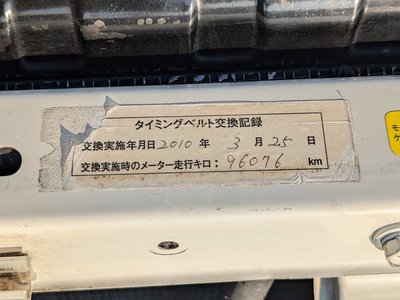 タイミングベルト交換記録
交換実施年月日 2010 年 3 月 25 日
交換実施時のメーター走行キロ: 96076 km
モ
ケ